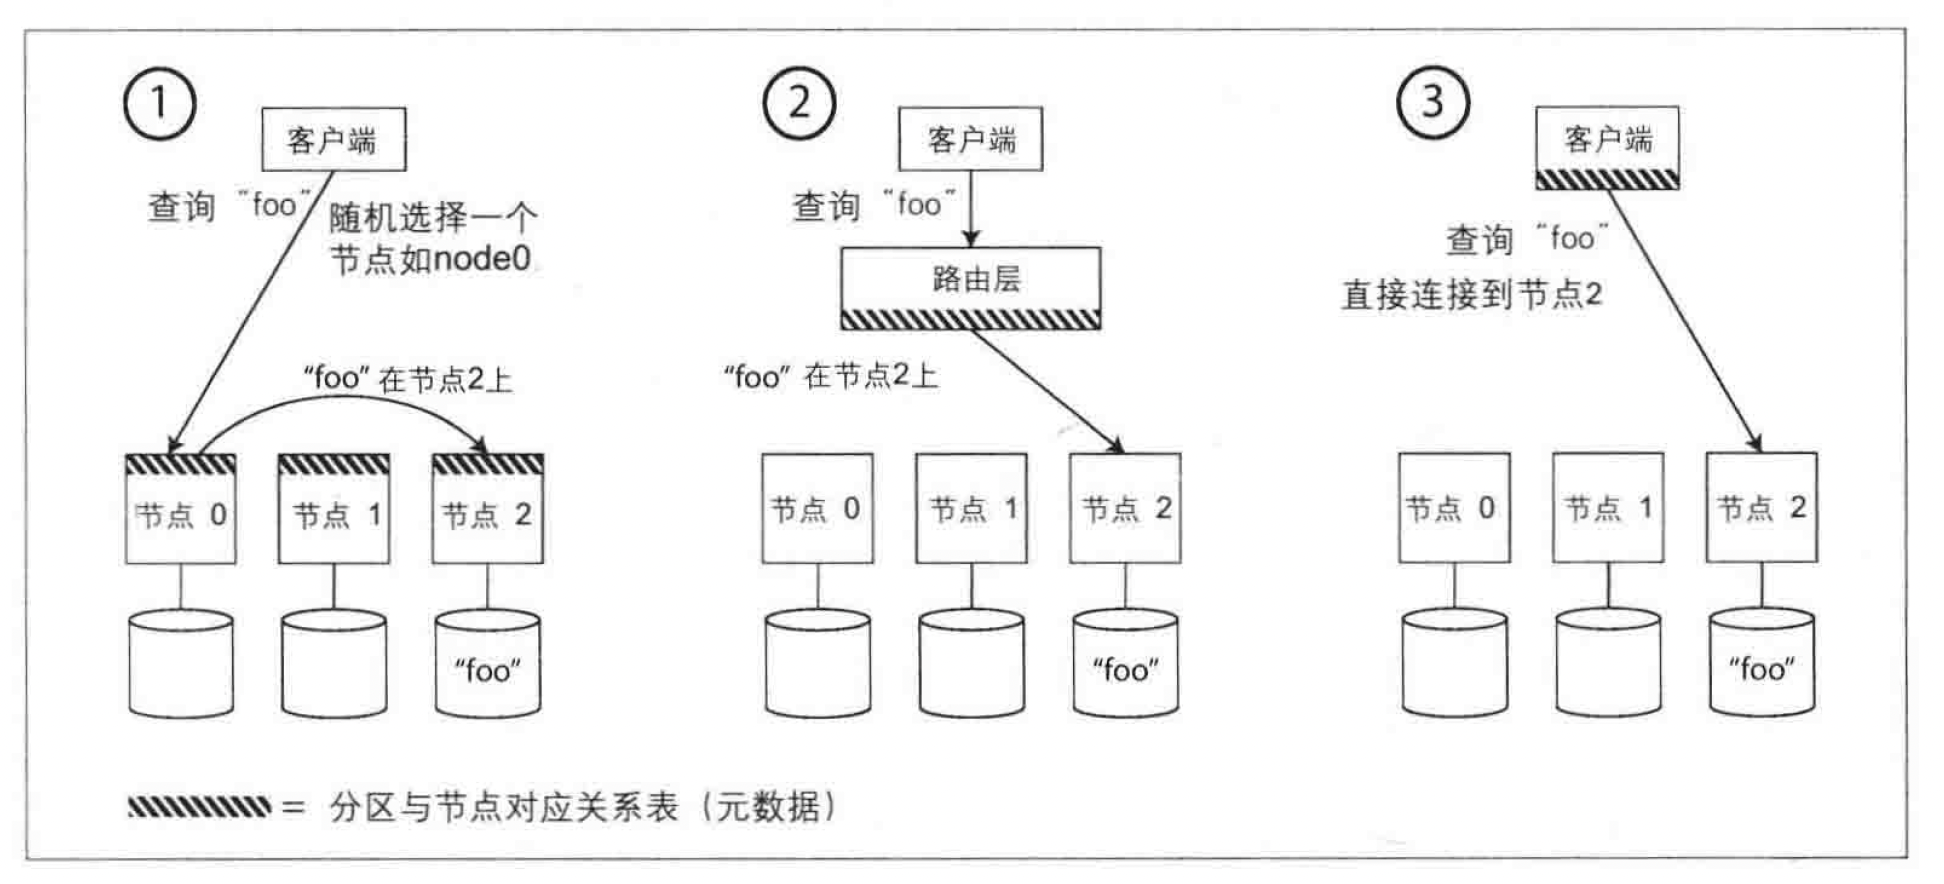 ①
客户端
查询 “foo”
随机选择一个
节点如node0
“foo” 在节点2上
节点 0
节点 1
节点 2
“foo”
②
客户端
查询 “foo”
路由层
“foo” 在节点2上
节点 0
节点 1
节点 2
“foo”
③
客户端
查询 “foo”
直接连接到节点2
节点 0
节点 1
节点 2
“foo”
= 分区与节点对应关系表（元数据）